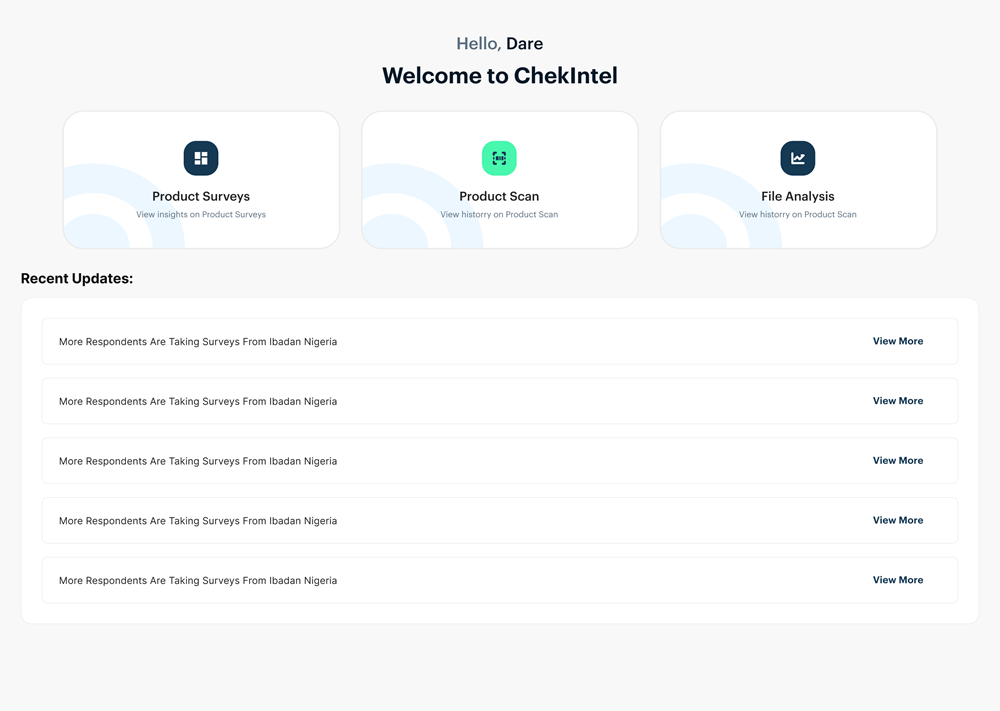 Hello, Dare
Welcome to ChekIntel
Product Surveys
View insights on Product Surveys
Product Scan
View historry on Product Scan
File Analysis
View historry on Product Scan
Recent Updates:
More Respondents Are Taking Surveys From Ibadan Nigeria View More
More Respondents Are Taking Surveys From Ibadan Nigeria View More
More Respondents Are Taking Surveys From Ibadan Nigeria View More
More Respondents Are Taking Surveys From Ibadan Nigeria View More
More Respondents Are Taking Surveys From Ibadan Nigeria View More